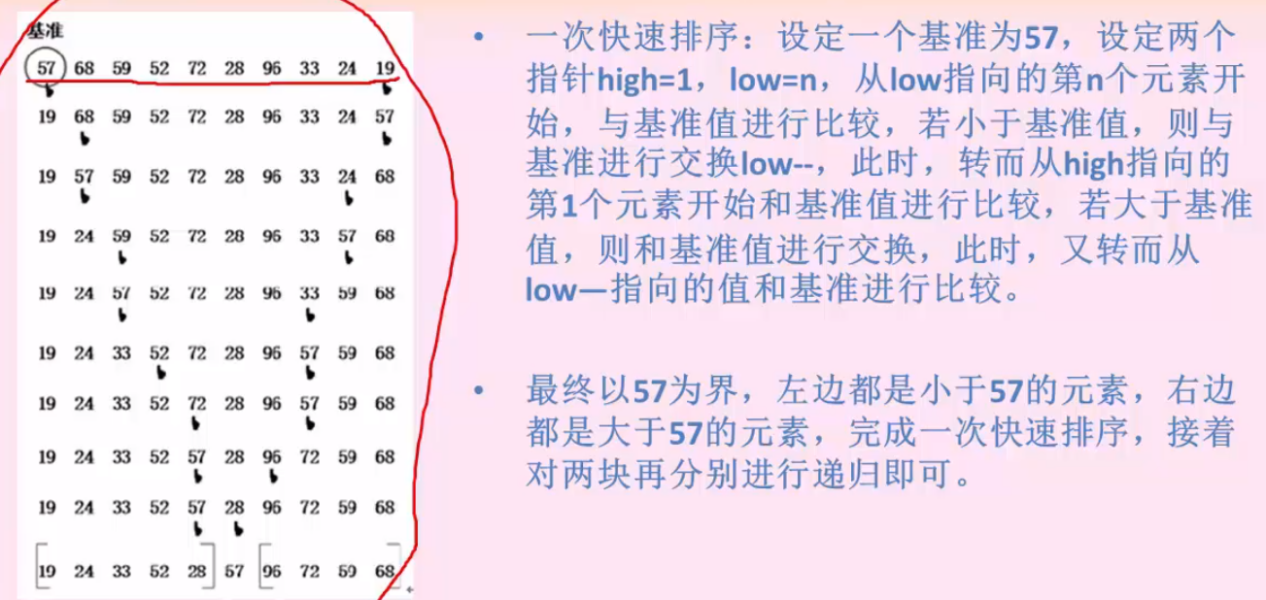 基准
57 68 59 52 72 28 96 33 24 19
19 68 59 52 72 28 96 33 24 57
19 57 59 52 72 28 96 33 24 68
19 24 59 52 72 28 96 33 57 68
19 24 57 52 72 28 96 33 59 68
19 24 33 52 72 28 96 57 59 68
19 24 33 52 72 28 96 57 59 68
19 24 33 52 57 28 96 72 59 68
19 24 33 52 57 28 96 72 59 68
[19 24 33 52 28] 57 [96 72 59 68]
• 一次快速排序：设定一个基准为57，设定两个
指针high=1，low=n，从low指向的第n个元素开
始，与基准值进行比较，若小于基准值，则与
基准进行交换low--，此时，转而从high指向的
第1个元素开始和基准值进行比较，若大于基准
值，则和基准值进行交换，此时，又转而从
low—指向的值和基准进行比较。
• 最终以57为界，左边都是小于57的元素，右边
都是大于57的元素，完成一次快速排序，接着
对两块再分别进行递归即可。